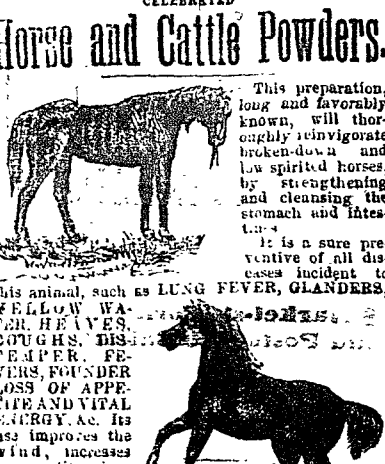 CELEBRATED
Horse and Cattle Powders.
This preparation,
long and favorably
known, will thor-
oughly reinvigorate
broken-down and
low spirited horses,
by strengthening
and cleansing the
stomach and intes-
tines
It is a sure pre
ventive of all dis
eases incident to
his animal, such as LUNG FEVER, GLANDERS,
YELLOW WA-
TER, HEAVES,
COUGHS, DIS-
TEMPER, FE-
VERS, FOUNDER
LOSS OF APPE-
TITE AND VITAL
ENERGY, &c. Its
use improves the
wind, increases